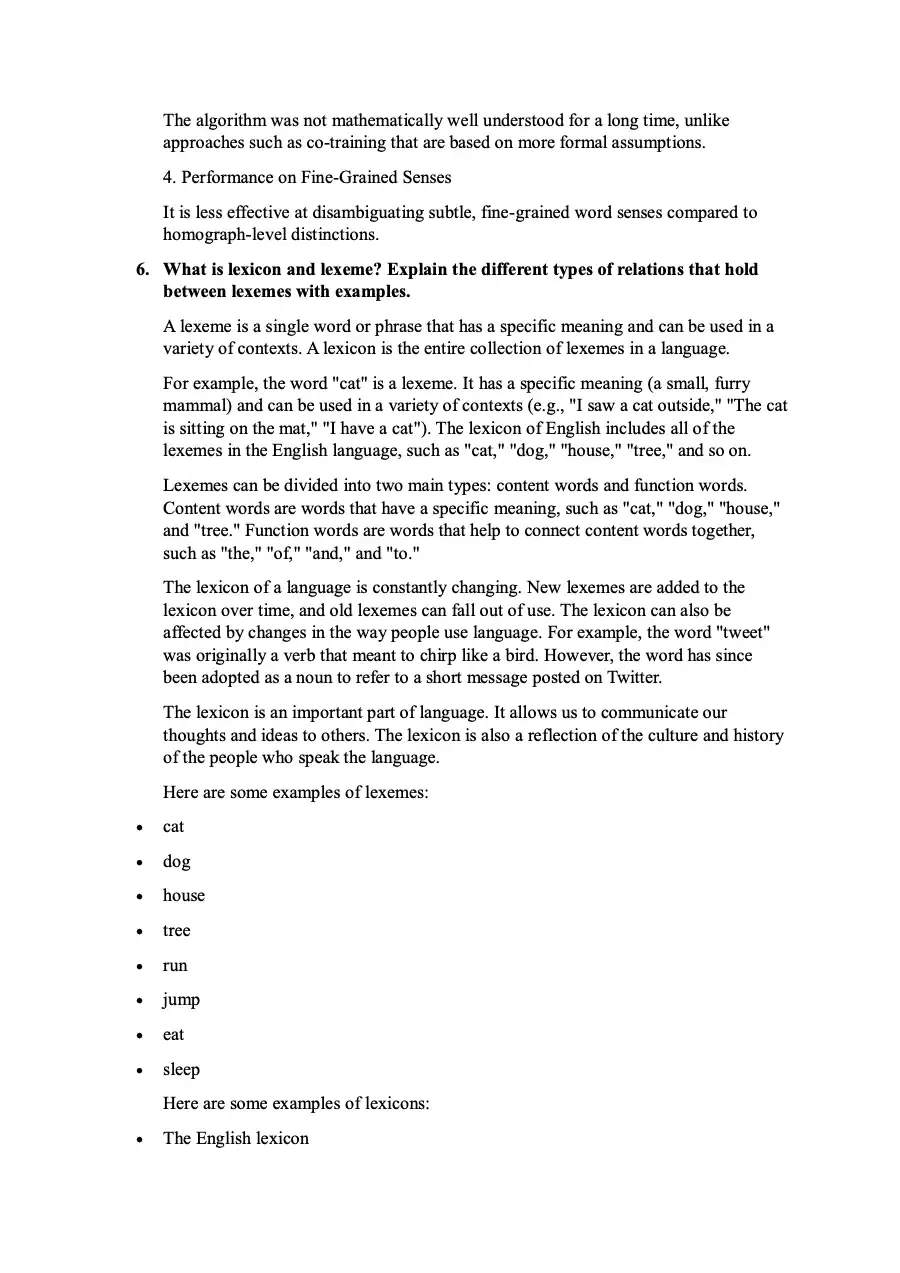 The algorithm was not mathematically well understood for a long time, unlike
approaches such as co-training that are based on more formal assumptions.
4. Performance on Fine-Grained Senses
It is less effective at disambiguating subtle, fine-grained word senses compared to
homograph-level distinctions.
6. What is lexicon and lexeme? Explain the different types of relations that hold
between lexemes with examples.
A lexeme is a single word or phrase that has a specific meaning and can be used in a
variety of contexts. A lexicon is the entire collection of lexemes in a language.
For example, the word "cat" is a lexeme. It has a specific meaning (a small, furry
mammal) and can be used in a variety of contexts (e.g., "I saw a cat outside," "The cat
is sitting on the mat," "I have a cat"). The lexicon of English includes all of the
lexemes in the English language, such as "cat," "dog," "house," "tree," and so on.
Lexemes can be divided into two main types: content words and function words.
Content words are words that have a specific meaning, such as "cat," "dog," "house,"
and "tree." Function words are words that help to connect content words together,
such as "the," "of," "and," and "to."
The lexicon of a language is constantly changing. New lexemes are added to the
lexicon over time, and old lexemes can fall out of use. The lexicon can also be
affected by changes in the way people use language. For example, the word "tweet"
was originally a verb that meant to chirp like a bird. However, the word has since
been adopted as a noun to refer to a short message posted on Twitter.
The lexicon is an important part of language. It allows us to communicate our
thoughts and ideas to others. The lexicon is also a reflection of the culture and history
of the people who speak the language.
Here are some examples of lexemes:
• cat
• dog
• house
• tree
• run
• jump
• eat
• sleep
Here are some examples of lexicons:
• The English lexicon